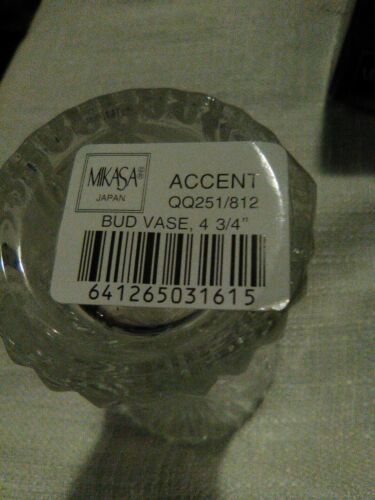 MIKASA
JAPAN
ACCENT
QQ251/812
BUD VASE, 4 3/4"
641265031615